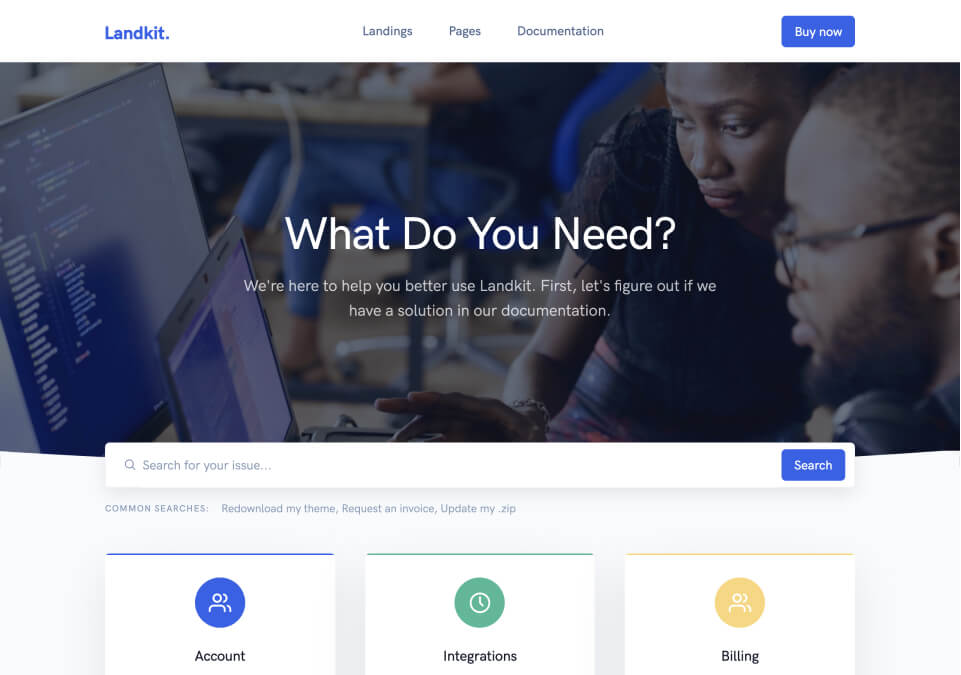 Landkit.
Landings Pages Documentation
Buy now
What Do You Need?
We're here to help you better use Landkit. First, let's figure out if we
have a solution in our documentation.
Search for your issue...
Search
COMMON SEARCHES: Redownload my theme, Request an invoice, Update my .zip
Account
Integrations
Billing